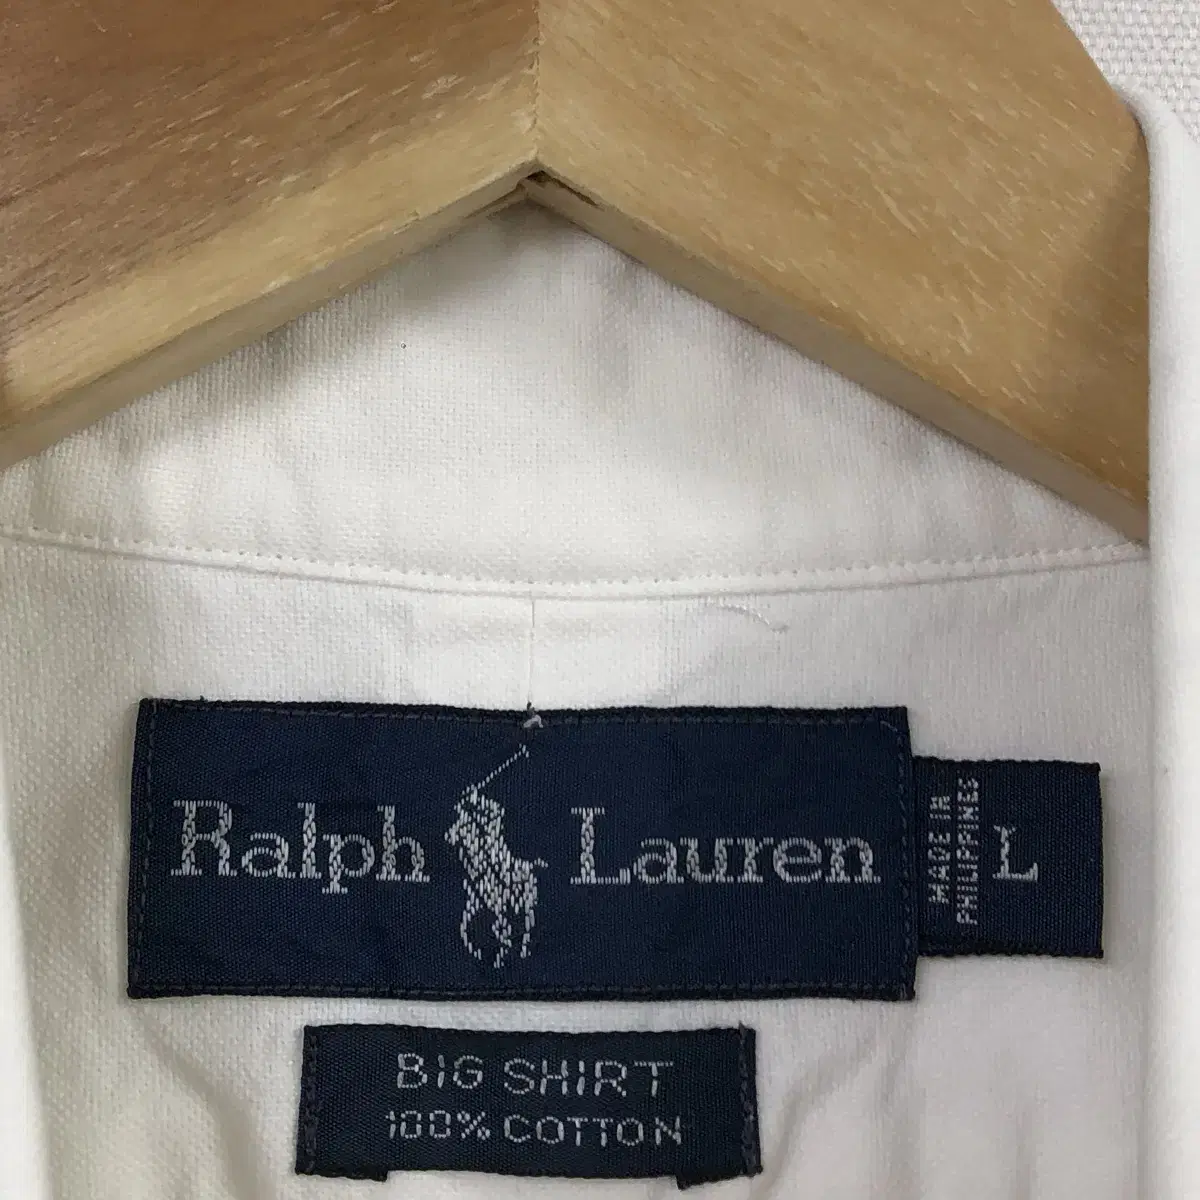 Ralph Lauren
MADE IN
PHILIPPINES
L
BIG SHIRT
100% COTTON